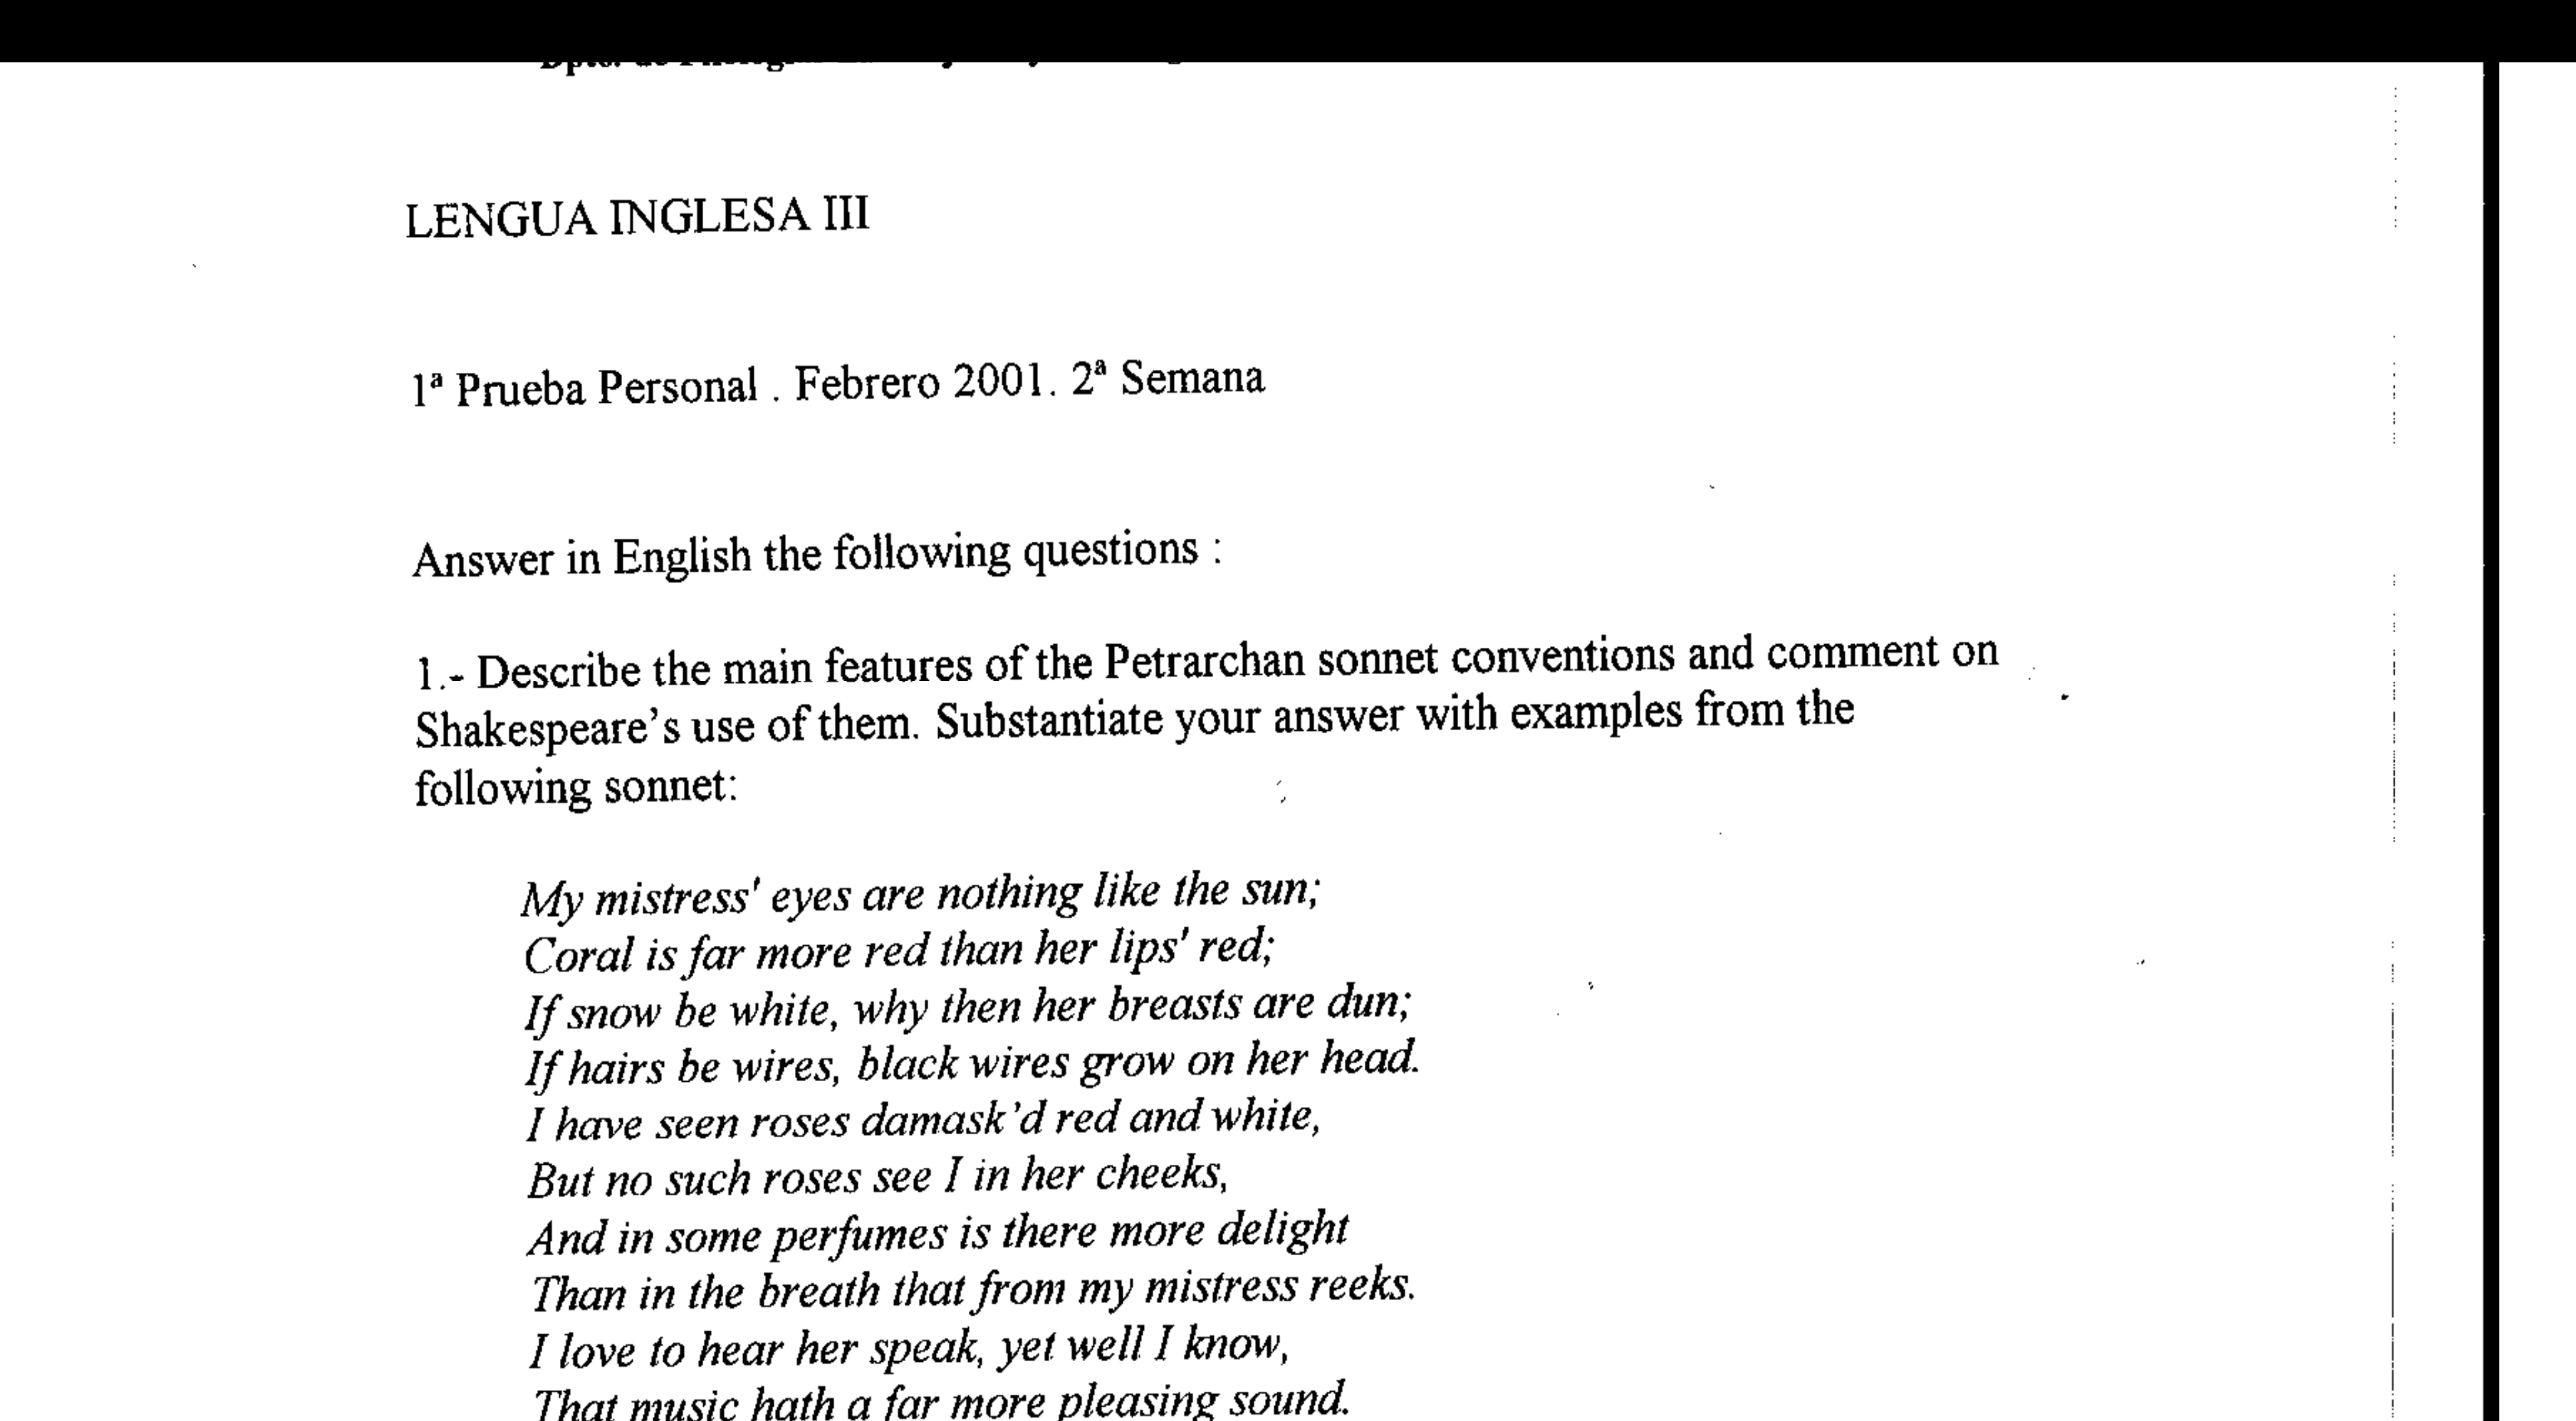 LENGUA INGLESA III
1ª Prueba Personal . Febrero 2001. 2ª Semana
Answer in English the following questions :
1.- Describe the main features of the Petrarchan sonnet conventions and comment on
Shakespeare's use of them. Substantiate your answer with examples from the
following sonnet:
My mistress' eyes are nothing like the sun;
Coral is far more red than her lips' red;
If snow be white, why then her breasts are dun;
If hairs be wires, black wires grow on her head.
I have seen roses damask'd red and white,
But no such roses see I in her cheeks,
And in some perfumes is there more delight
Than in the breath that from my mistress reeks.
I love to hear her speak, yet well I know,
That music hath a far more pleasing sound.